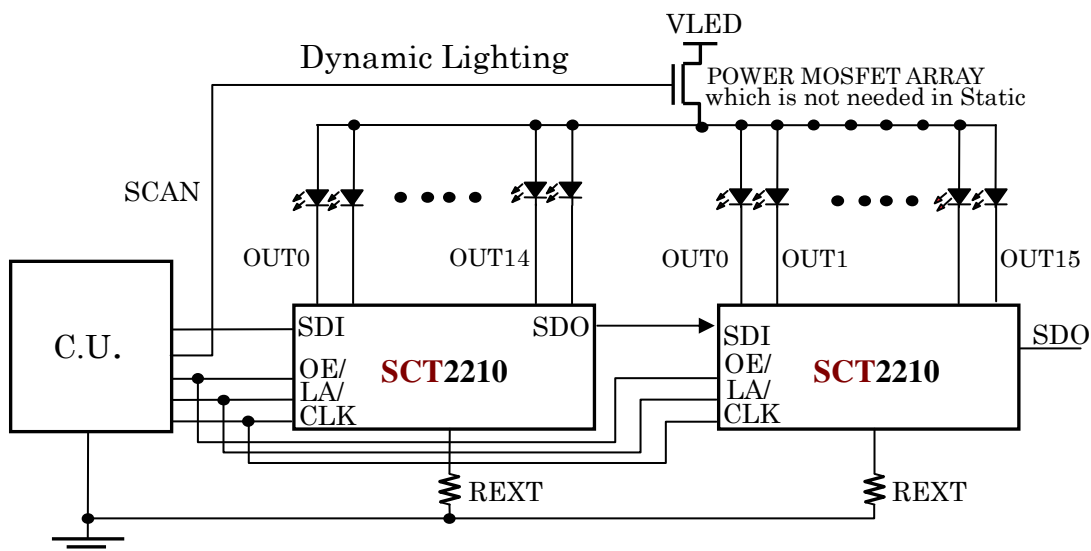 VLED
Dynamic Lighting
POWER MOSFET ARRAY
which is not needed in Static
SCAN
OUT0
OUT14
OUT0
OUT1
OUT15
C.U.
SDI
SDO
OE/
LA/
CLK
SCT2210
SDI
OE/
LA/
CLK
SCT2210
SDO
REXT
REXT